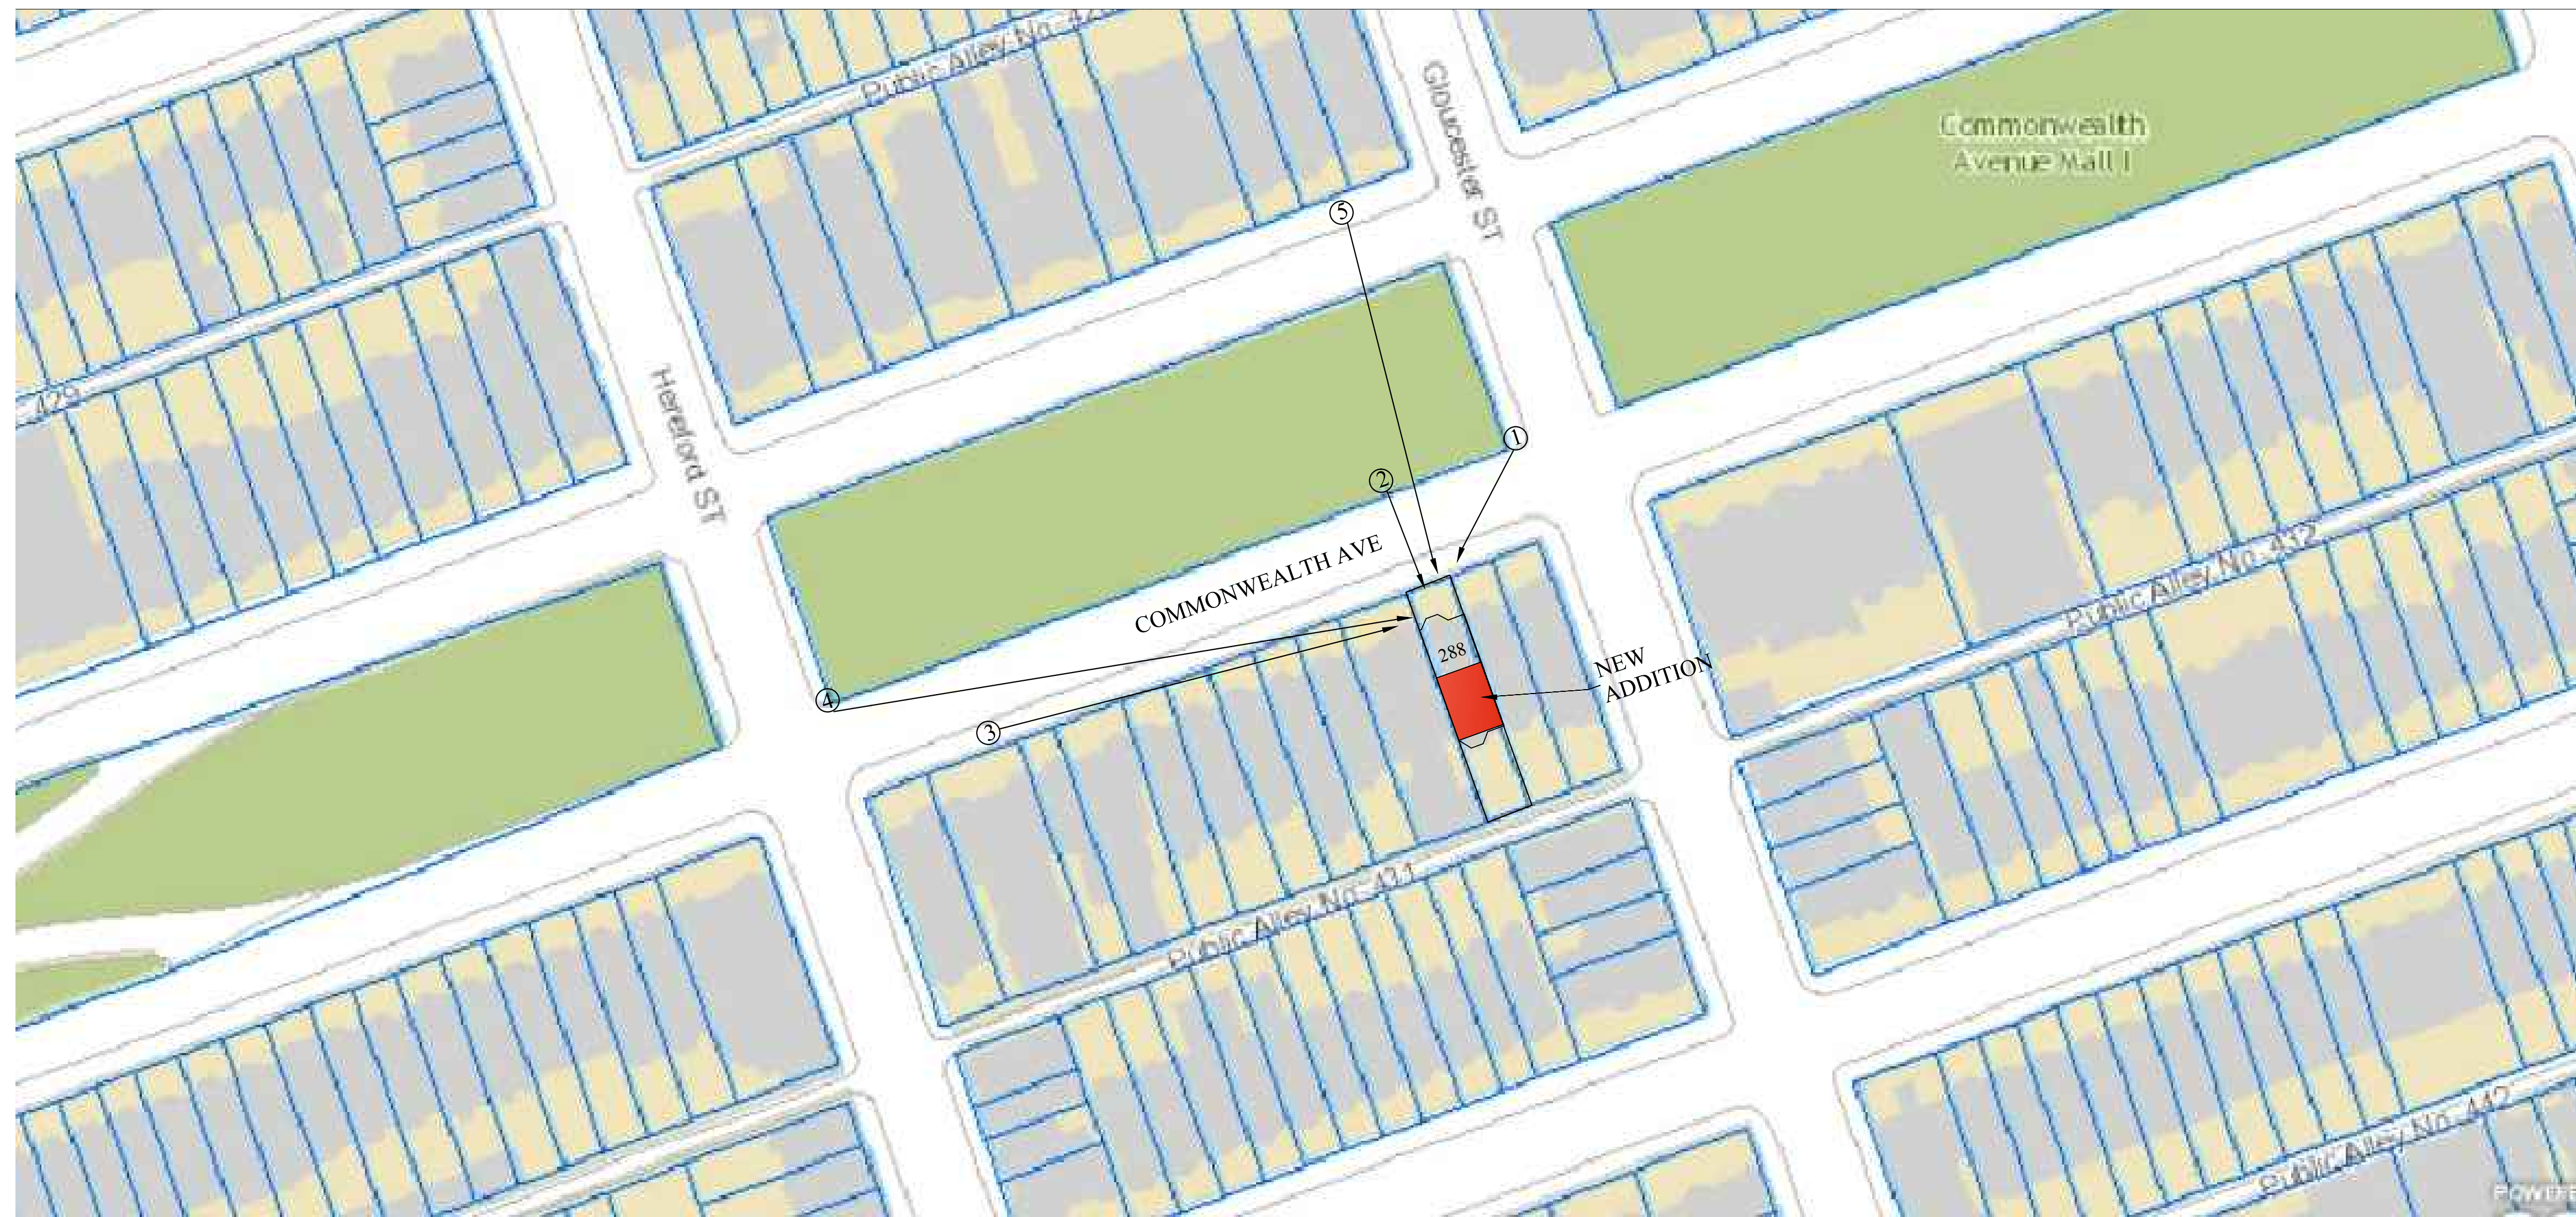 Public Alley No. 428
Gloucester ST
Commonwealth
Avenue Mall I
5
429
Hereford ST
1
2
COMMONWEALTH AVE
Public Alley No. 432
288
NEW
ADDITION
4
3
Public Alley No. 431
Public Alley No. 442